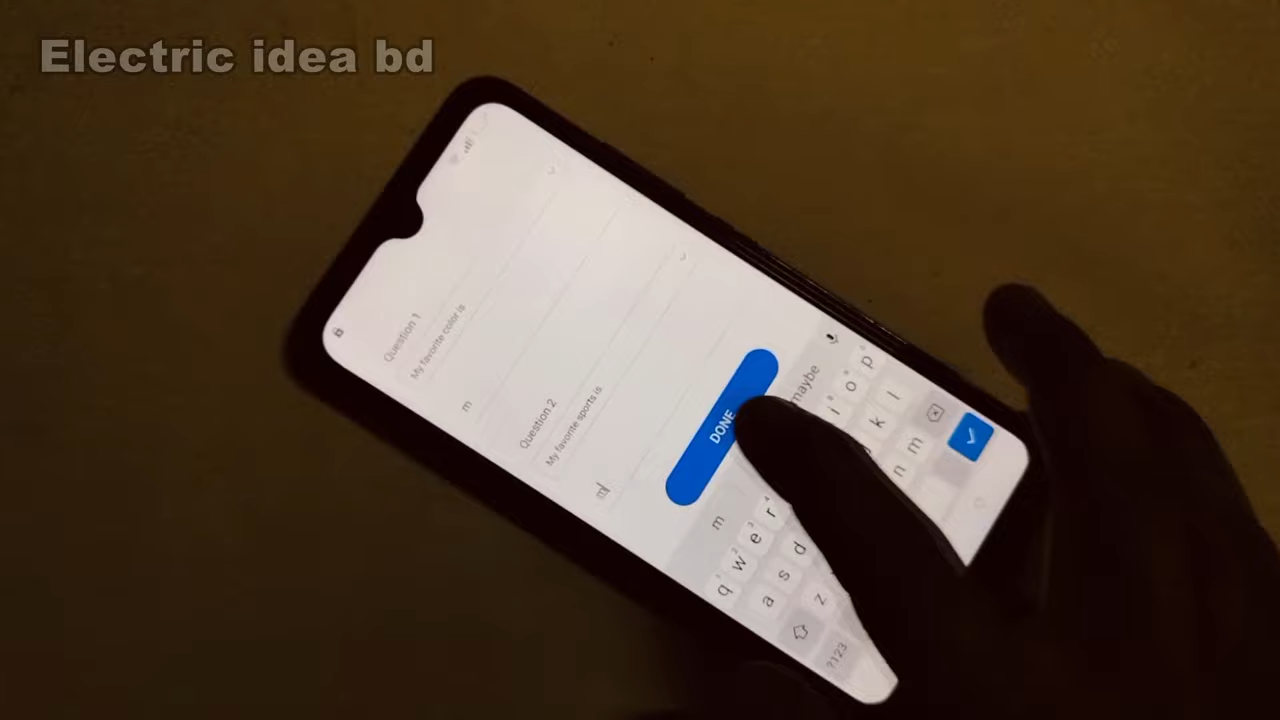 Electric idea bd
Question 1
My favorite color is
m
Question 2
My favorite sports is
m
DONE
m
maybe
q w e r i o p
a s d k l
z n m
?123